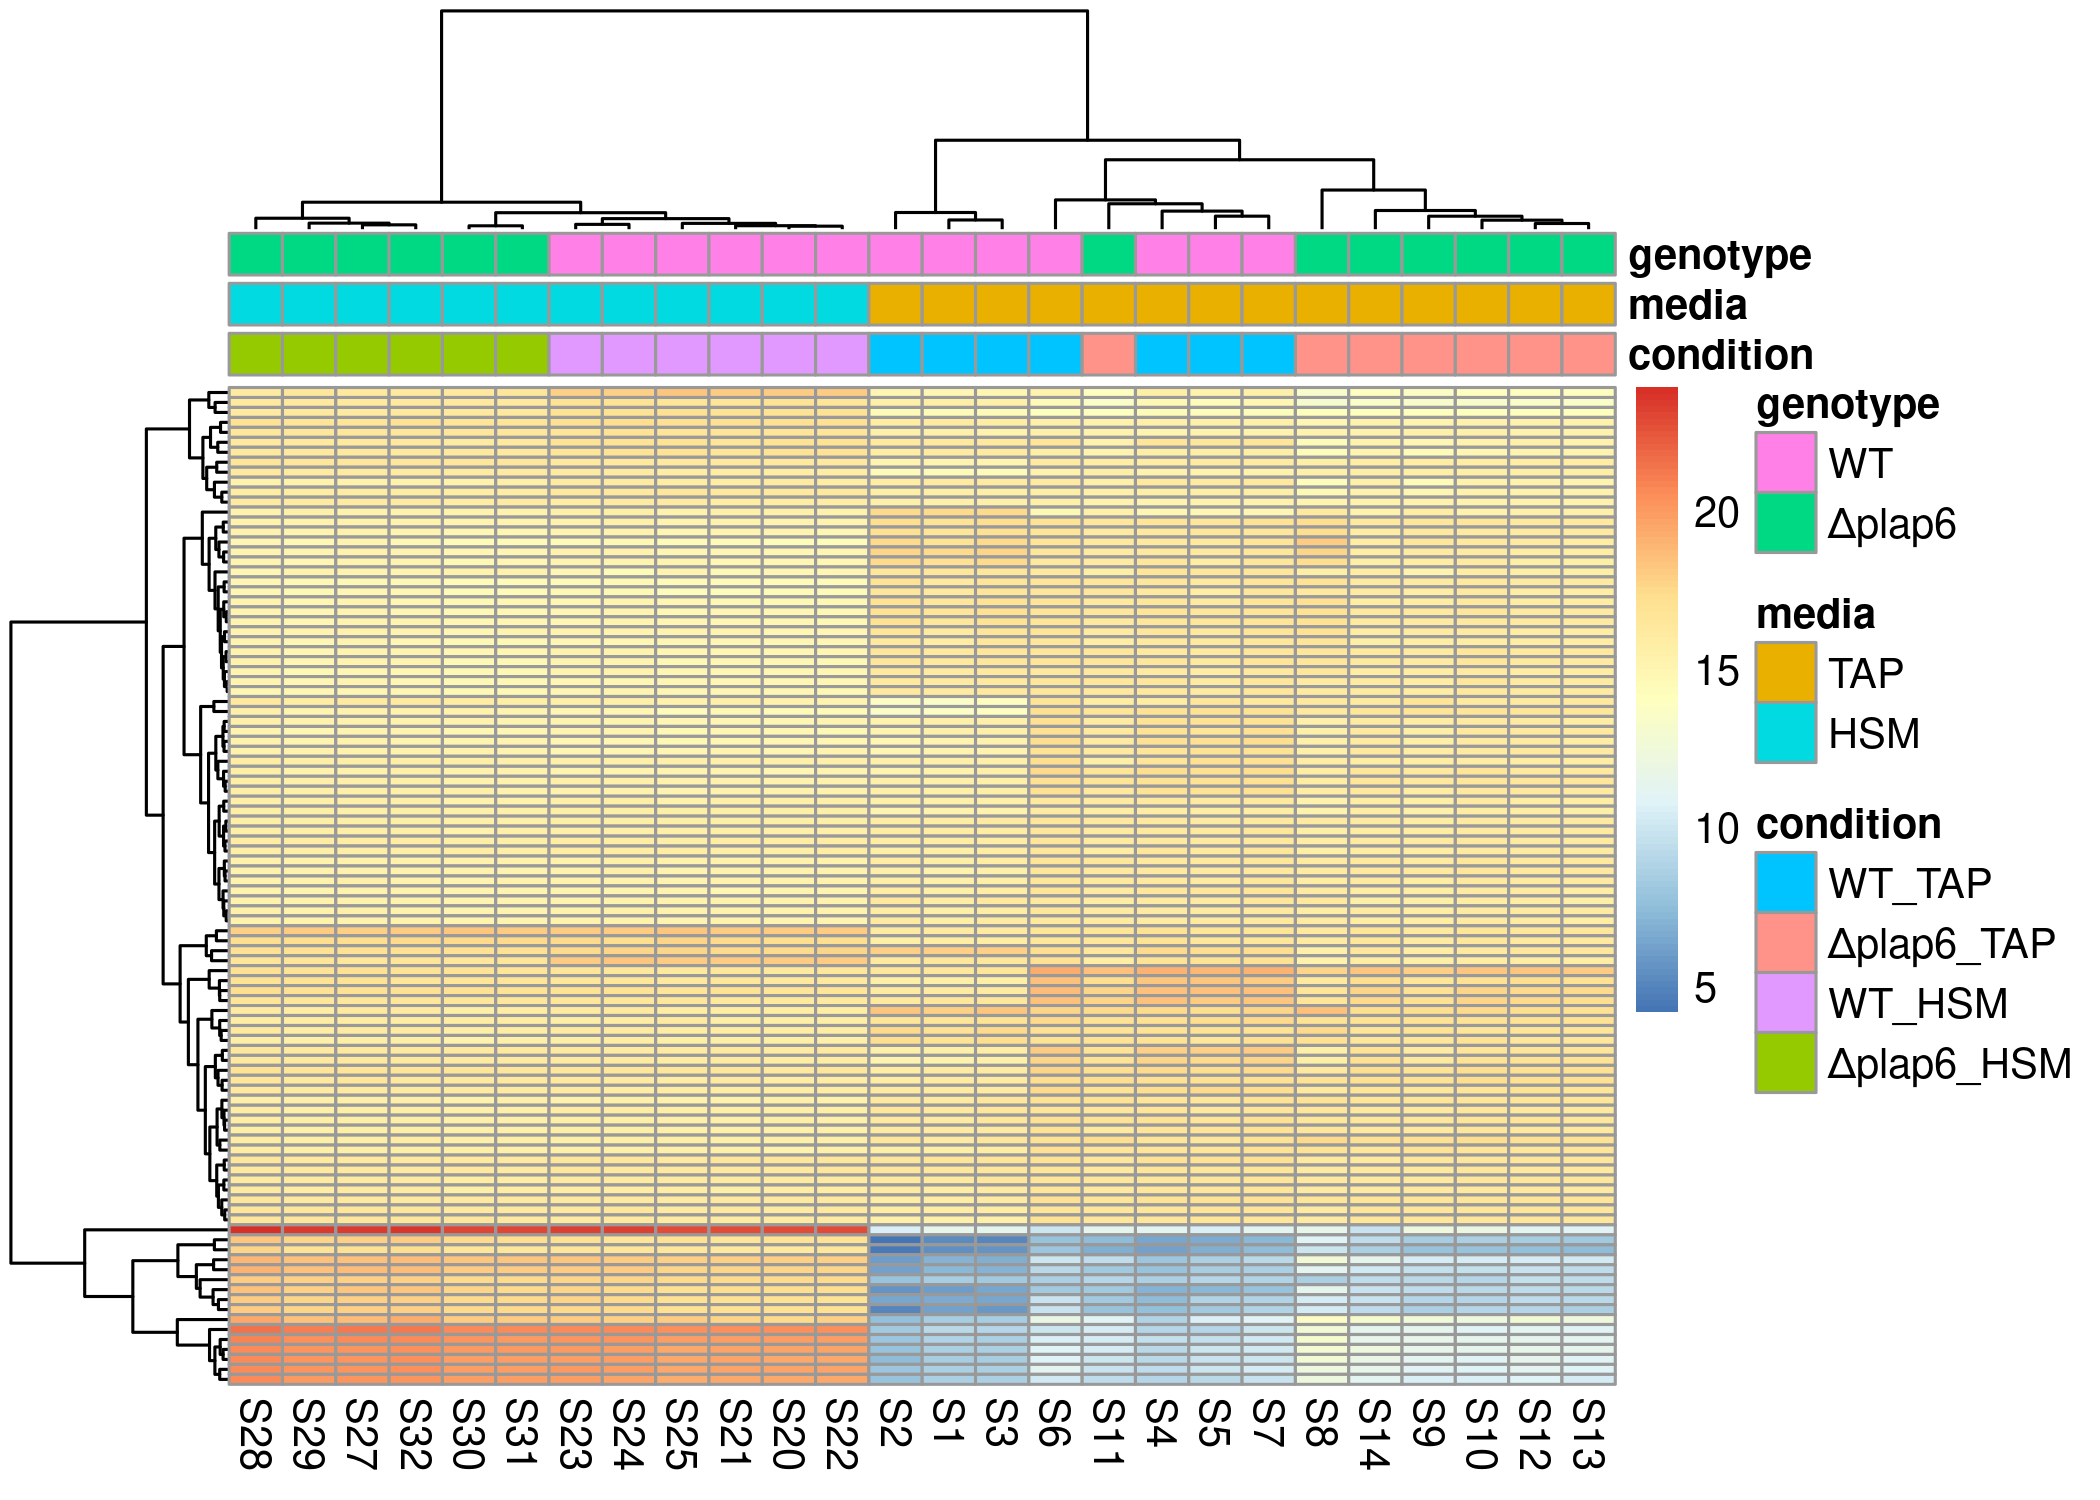 genotype
media
condition
20
15
10
5
genotype
WT
Δplap6
media
TAP
HSM
condition
WT_TAP
Δplap6_TAP
WT_HSM
Δplap6_HSM
S28
S29
S27
S32
S30
S31
S23
S24
S25
S21
S20
S22
S2
S1
S3
S6
S11
S4
S5
S7
S8
S14
S9
S10
S12
S13